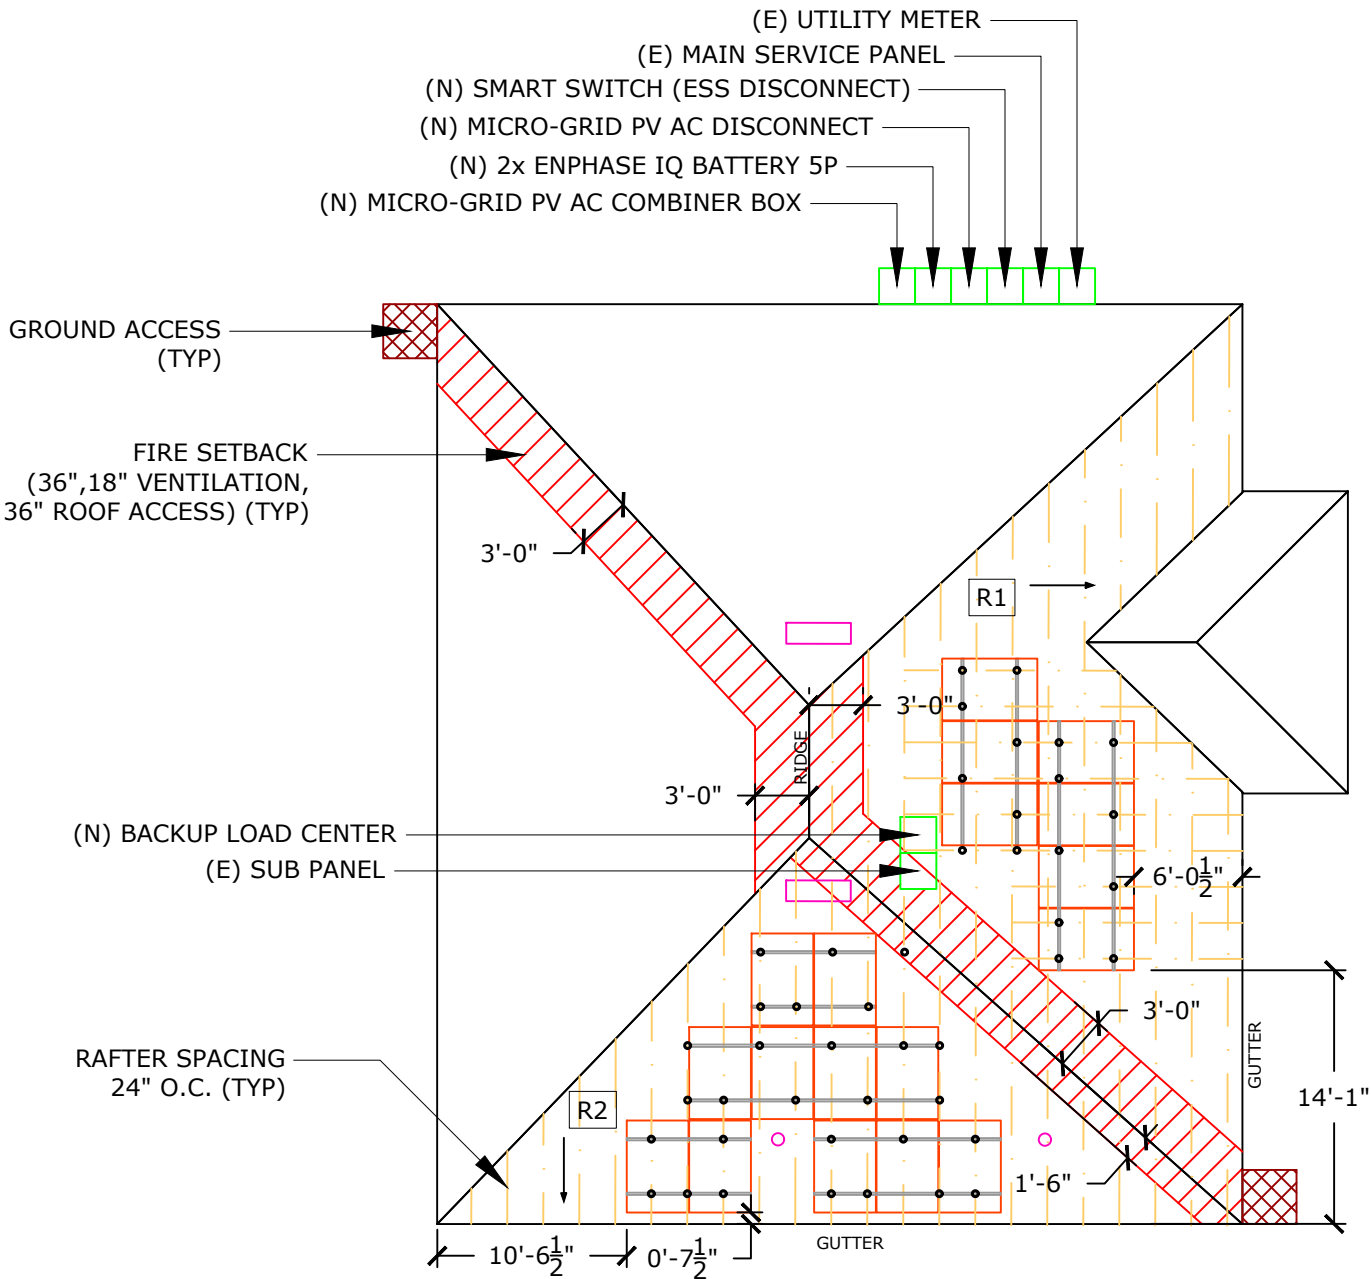 (E) UTILITY METER
(E) MAIN SERVICE PANEL
(N) SMART SWITCH (ESS DISCONNECT)
(N) MICRO-GRID PV AC DISCONNECT
(N) 2x ENPHASE IQ BATTERY 5P
(N) MICRO-GRID PV AC COMBINER BOX
GROUND ACCESS
(TYP)
FIRE SETBACK
(36",18" VENTILATION,
36" ROOF ACCESS) (TYP)
3'-0"
R1
3'-0"
RIDGE
3'-0"
(N) BACKUP LOAD CENTER
(E) SUB PANEL
6'-0½"
3'-0"
GUTTER
RAFTER SPACING
24" O.C. (TYP)
R2
14'-1"
1'-6"
GUTTER
10'-6½"
0'-7½"